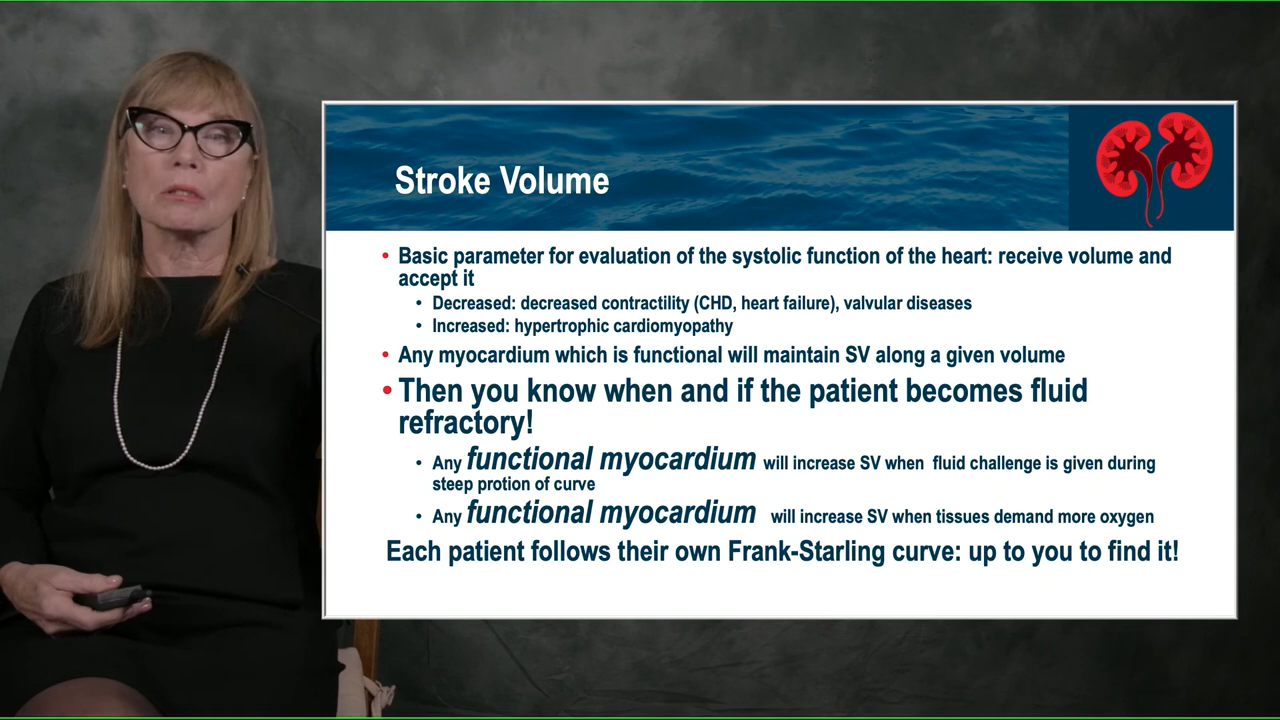 Stroke Volume
• Basic parameter for evaluation of the systolic function of the heart: receive volume and
accept it
• Decreased: decreased contractility (CHD, heart failure), valvular diseases
• Increased: hypertrophic cardiomyopathy
• Any myocardium which is functional will maintain SV along a given volume
• Then you know when and if the patient becomes fluid
refractory!
• Any functional myocardium will increase SV when fluid challenge is given during
steep protion of curve
• Any functional myocardium will increase SV when tissues demand more oxygen
Each patient follows their own Frank-Starling curve: up to you to find it!